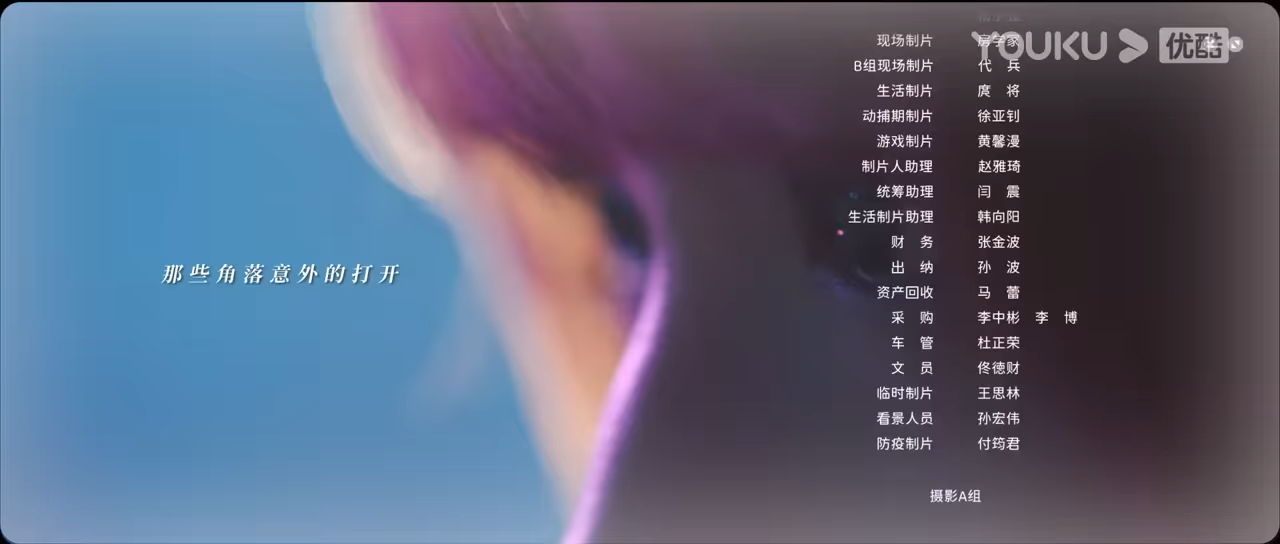 YOUKU 优酷
现场制片 房学家
B组现场制片 代 兵
生活制片 庹 将
动捕期制片 徐亚钊
游戏制片 黄馨漫
制片人助理 赵雅琦
统筹助理 闫 震
生活制片助理 韩向阳
财 务 张金波
出 纳 孙 波
资产回收 马 蕾
采 购 李中彬 李 博
车 管 杜正荣
文 员 佟德财
临时制片 王思林
看景人员 孙宏伟
防疫制片 付筠君
摄影A组
那些角落意外的打开